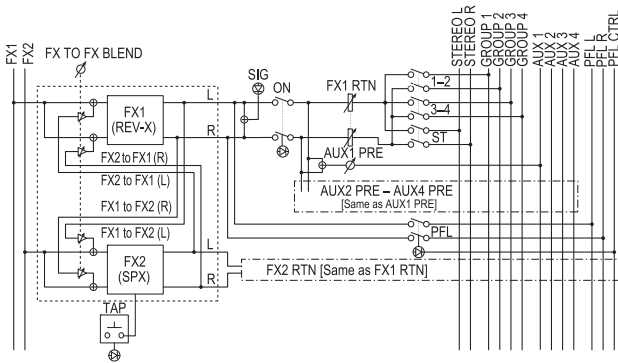 FX1
FX2
FX TO FX BLEND
STEREO L
STEREO R
GROUP 1
GROUP 2
GROUP 3
GROUP 4
AUX 1
AUX 2
AUX 3
AUX 4
PFL L
PFL R
PFL CTRL
SIG
ON
FX1 RTN
L
R
FX1
(REV-X)
1–2
3–4
ST
AUX1 PRE
FX2 to FX1 (R)
FX2 to FX1 (L)
AUX2 PRE – AUX4 PRE
[Same as AUX1 PRE]
FX1 to FX2 (R)
FX1 to FX2 (L)
PFL
FX2
(SPX)
L
R
FX2 RTN [Same as FX1 RTN]
TAP